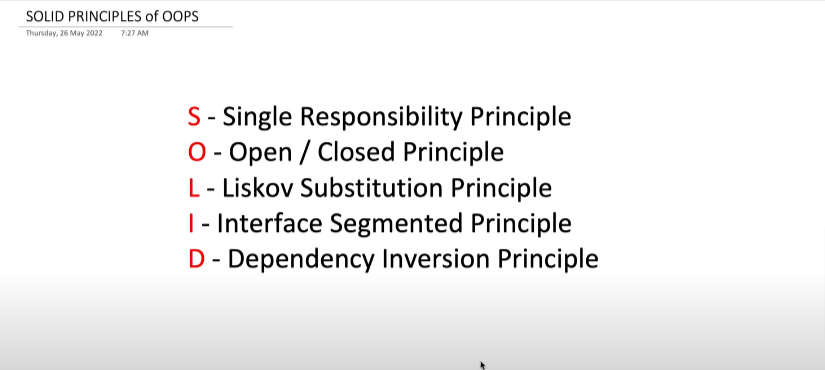 SOLID PRINCIPLES of OOPS
Thursday, 26 May 2022 7:27 AM
S - Single Responsibility Principle
O - Open / Closed Principle
L - Liskov Substitution Principle
I - Interface Segmented Principle
D - Dependency Inversion Principle